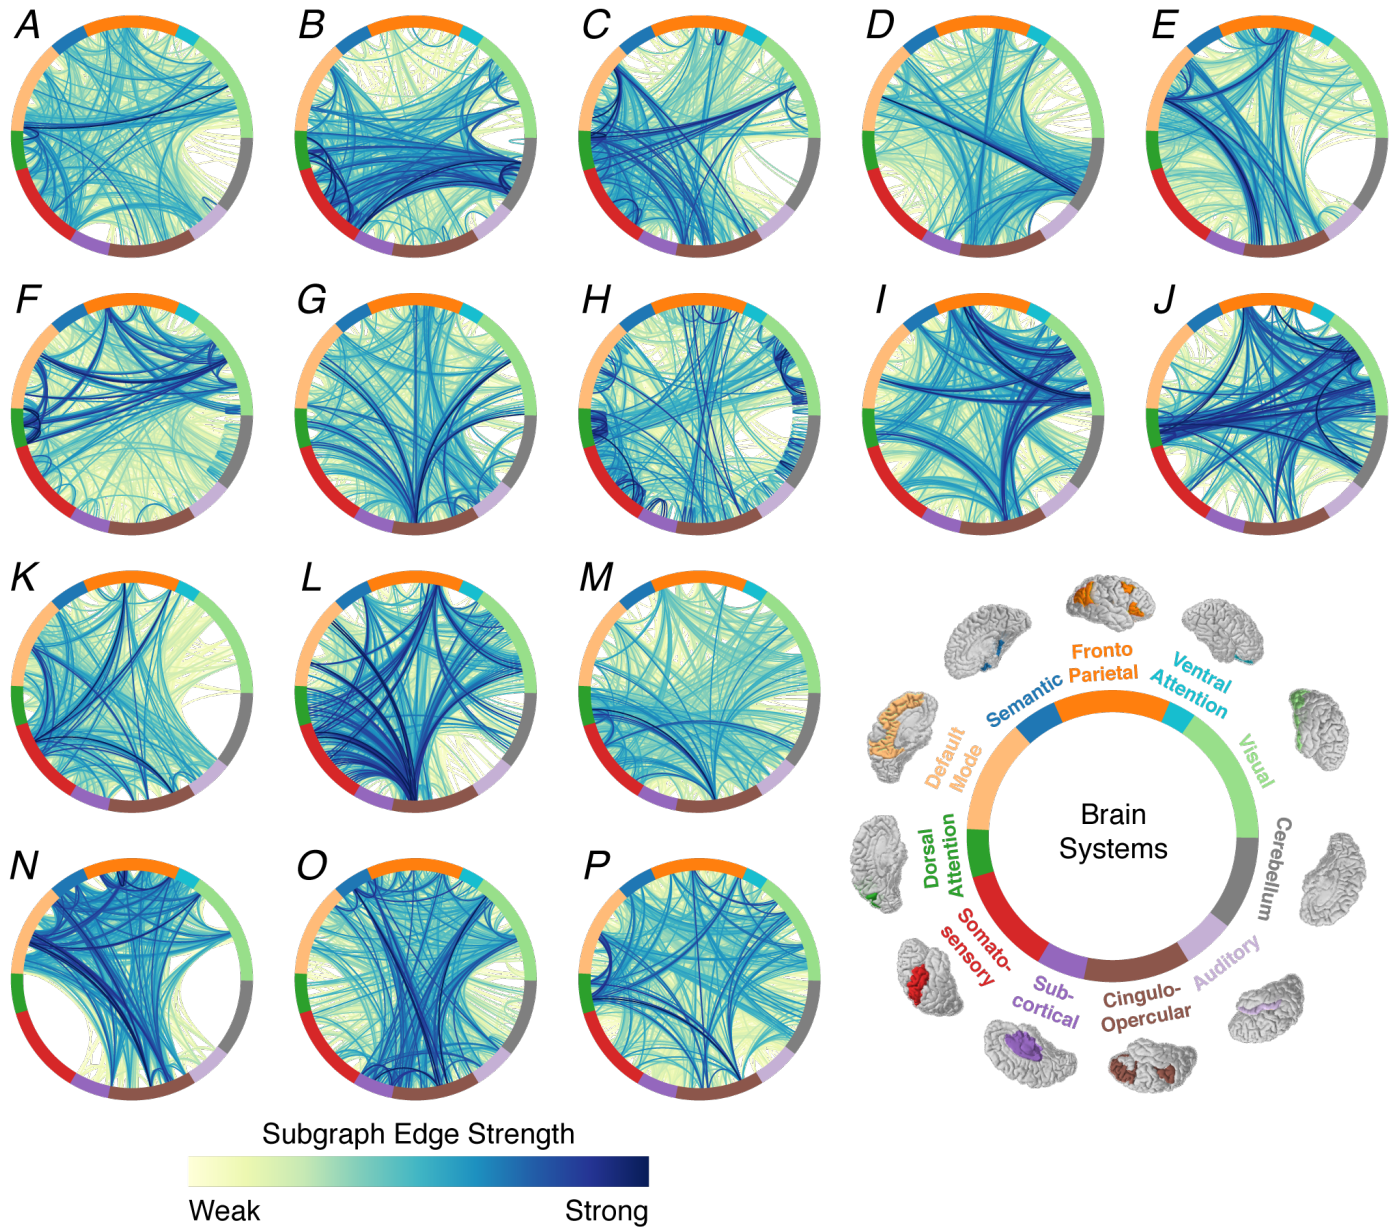 A
B
C
D
E
F
G
H
I
J
K
L
M
N
O
P
Fronto
Parietal
Ventral
Attention
Visual
Cerebellum
Auditory
Cingulo-
Opercular
Sub-
cortical
Somato-
sensory
Dorsal
Attention
Default
Mode
Semantic
Brain
Systems
Subgraph Edge Strength
Weak
Strong